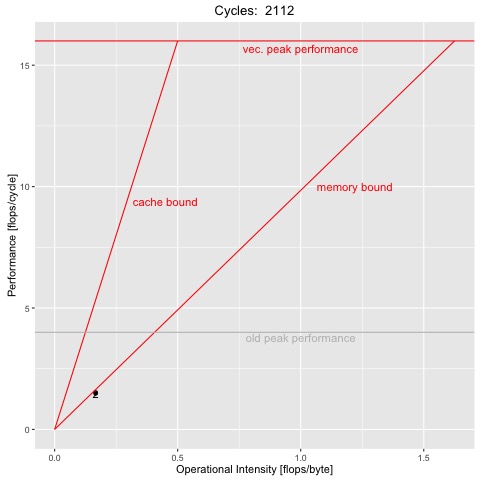 Cycles: 2112
vec. peak performance
15
memory bound
10
cache bound
Performance [flops/cycle]
5
old peak performance
0
0.0 0.5 1.0 1.5
Operational Intensity [flops/byte]